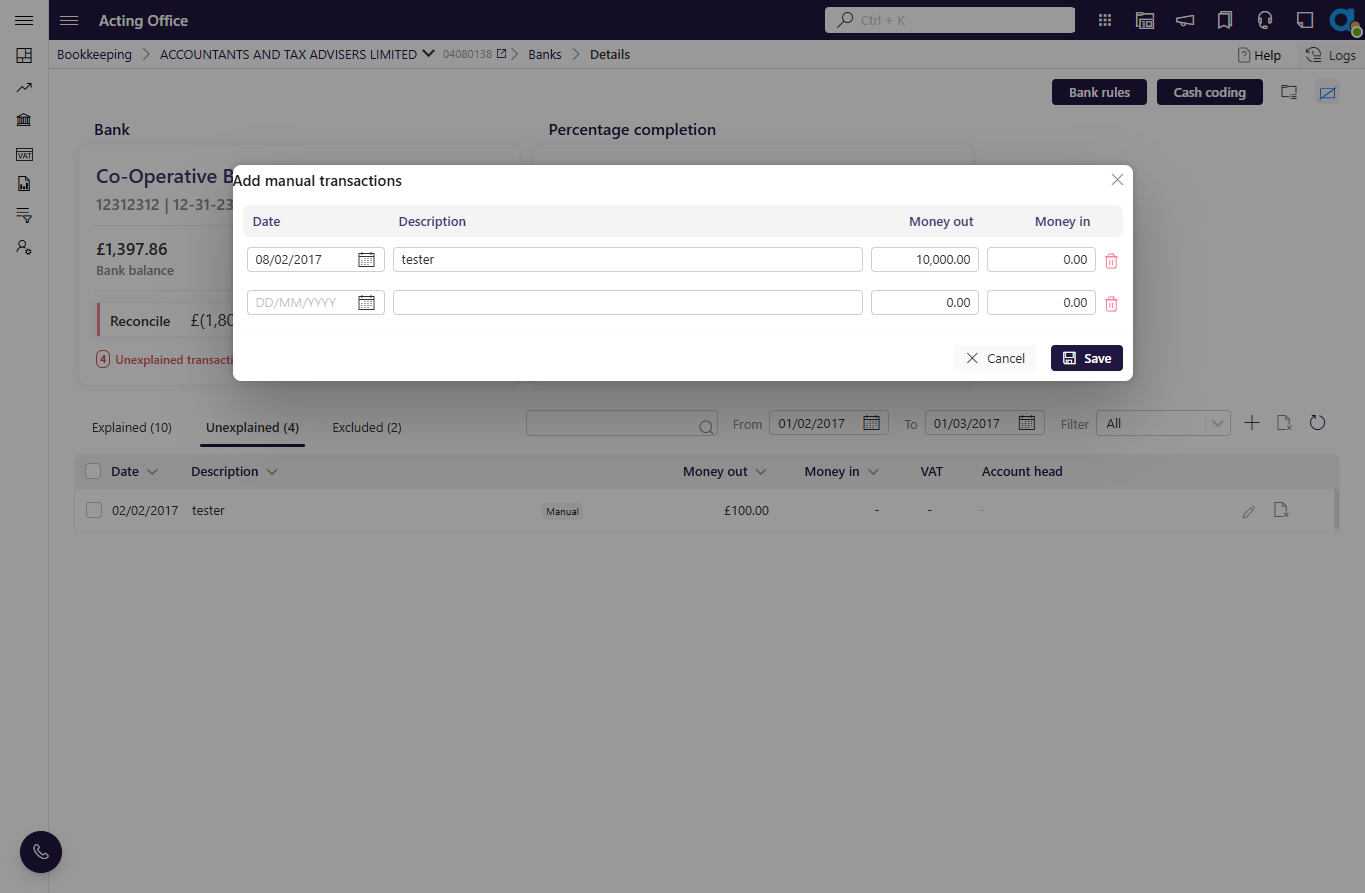 Acting Office
Ctrl + K
Bookkeeping ACCOUNTANTS AND TAX ADVISERS LIMITED 04080138 Banks Details
Help Logs
VAT
Bank rules Cash coding
Bank Percentage completion
Co-Operative B
12312312 | 12-31-23
£1,397.86
Bank balance
Reconcile £(1,80
4 Unexplained transacti
Add manual transactions
Date Description Money out Money in
08/02/2017 tester 10,000.00 0.00
DD/MM/YYYY 0.00 0.00
Cancel Save
Explained (10) Unexplained (4) Excluded (2) From 01/02/2017 To 01/03/2017 Filter All
Date Description Money out Money in VAT Account head
02/02/2017 tester Manual £100.00 - - -